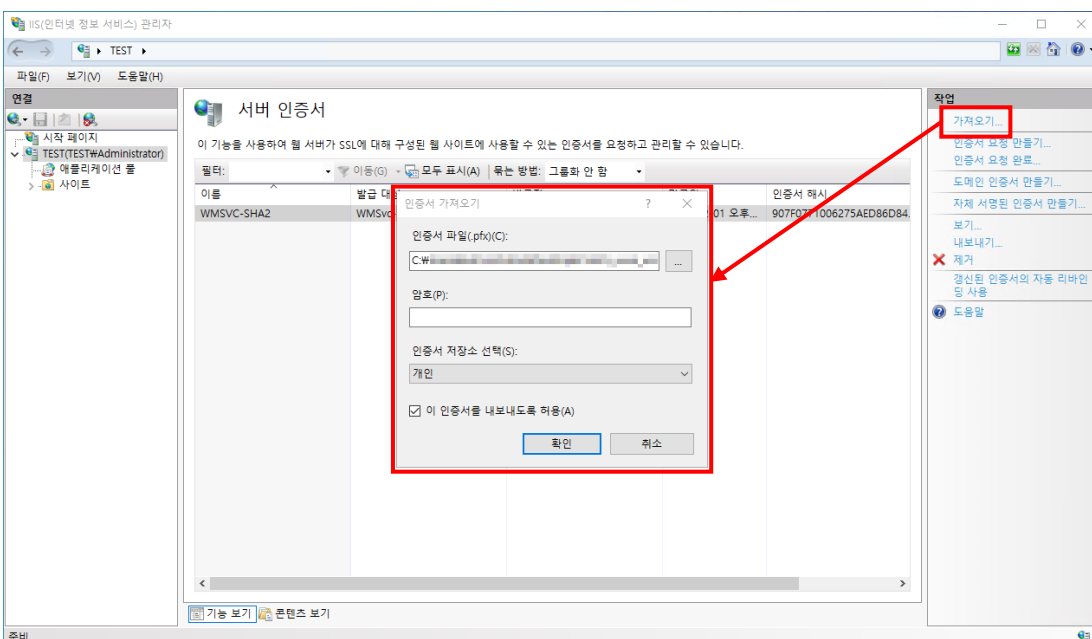 IIS(인터넷 정보 서비스) 관리자
TEST
파일(F) 보기(V) 도움말(H)
연결
시작 페이지
TEST(TEST₩Administrator)
애플리케이션 풀
사이트
서버 인증서
이 기능을 사용하여 웹 서버가 SSL에 대해 구성된 웹 사이트에 사용할 수 있는 인증서를 요청하고 관리할 수 있습니다.
필터: 이동(G) 모두 표시(A) 묶는 방법: 그룹화 안 함
이름 발급 대 인증서 해시
WMSVC-SHA2 WMSvc 01 오후... 907F0771006275AED86D84.
인증서 가져오기
인증서 파일(.pfx)(C):
C:₩
...
암호(P):
인증서 저장소 선택(S):
개인
이 인증서를 내보내도록 허용(A)
확인 취소
기능 보기 콘텐츠 보기
준비
작업
가져오기...
인증서 요청 만들기...
인증서 요청 완료...
도메인 인증서 만들기...
자체 서명된 인증서 만들기...
보기...
내보내기...
제거
갱신된 인증서의 자동 리바인
딩 사용
도움말